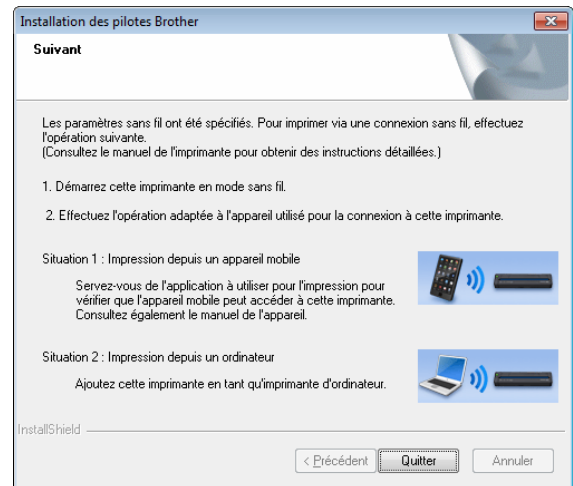 Installation des pilotes Brother
Suivant
Les paramètres sans fil ont été spécifiés. Pour imprimer via une connexion sans fil, effectuez
l'opération suivante.
(Consultez le manuel de l'imprimante pour obtenir des instructions détaillées.)
1. Démarrez cette imprimante en mode sans fil.
2. Effectuez l'opération adaptée à l'appareil utilisé pour la connexion à cette imprimante.
Situation 1 : Impression depuis un appareil mobile
Servez-vous de l'application à utiliser pour l'impression pour
vérifier que l'appareil mobile peut accéder à cette imprimante.
Consultez également le manuel de l'appareil.
Situation 2 : Impression depuis un ordinateur
Ajoutez cette imprimante en tant qu'imprimante d'ordinateur.
InstallShield
< Précédent
Quitter
Annuler